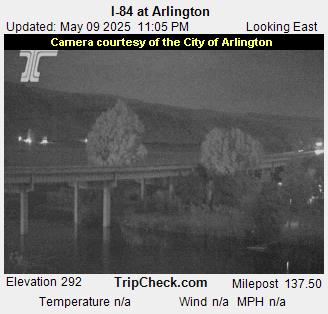 I-84 at Arlington
Updated: May 09 2025 11:05 PM Looking East
Camera courtesy of the City of Arlington
Elevation 292 TripCheck.com Milepost 137.50
Temperature n/a Wind n/a MPH n/a